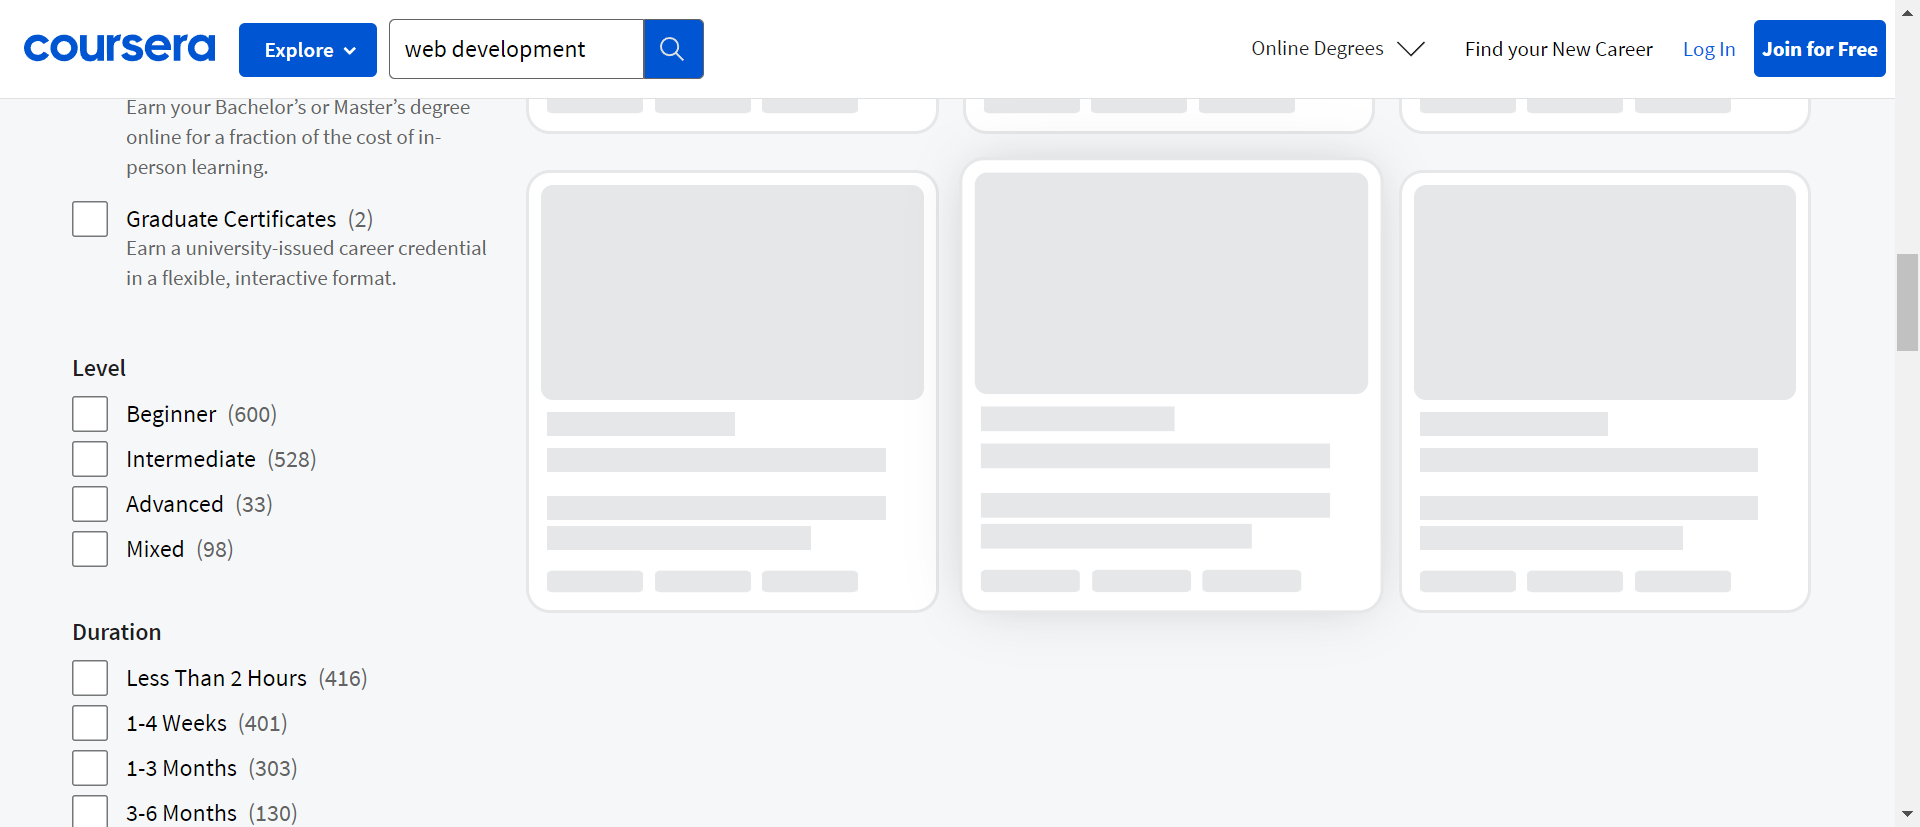 coursera
Explore
web development
Online Degrees
Find your New Career
Log In
Join for Free
Earn your Bachelor’s or Master’s degree
online for a fraction of the cost of in-
person learning.
Graduate Certificates (2)
Earn a university-issued career credential
in a flexible, interactive format.
Level
Beginner (600)
Intermediate (528)
Advanced (33)
Mixed (98)
Duration
Less Than 2 Hours (416)
1-4 Weeks (401)
1-3 Months (303)
3-6 Months (130)